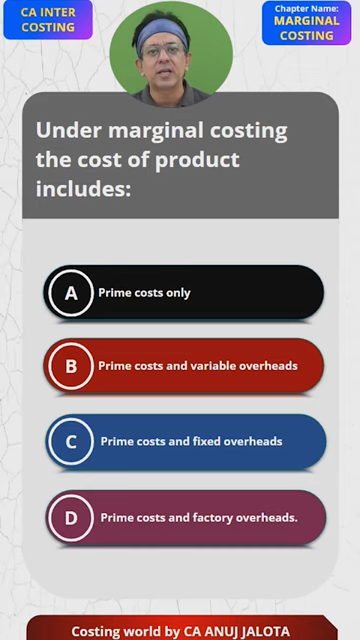 CA INTER
COSTING
Chapter Name:
MARGINAL
COSTING
Under marginal costing
the cost of product
includes:
A Prime costs only
B Prime costs and variable overheads
C Prime costs and fixed overheads
D Prime costs and factory overheads.
Costing world by CA ANUJ JALOTA